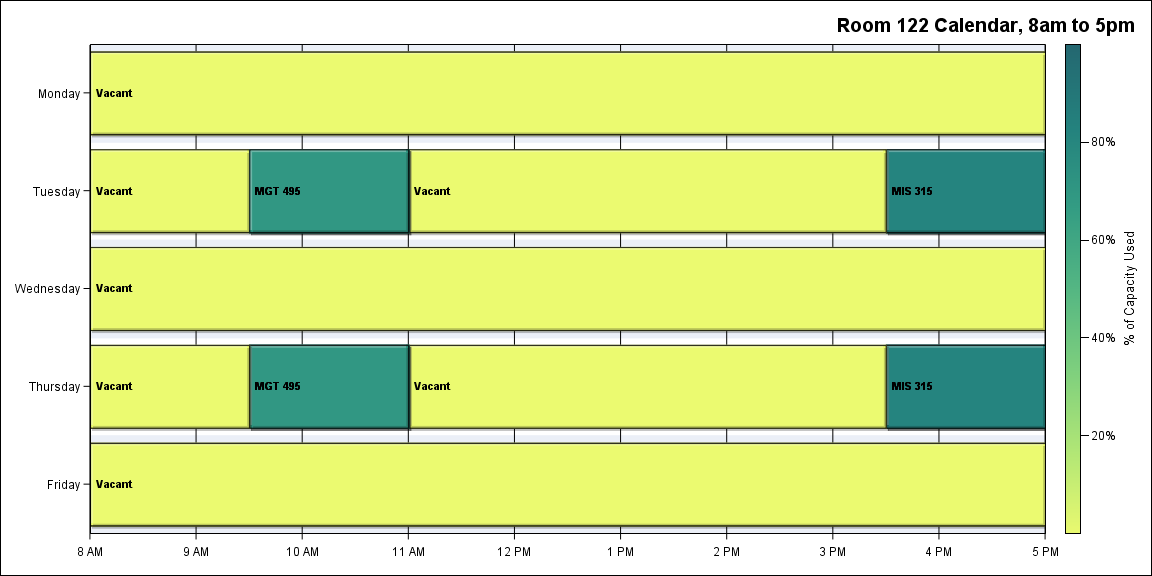 Room 122 Calendar, 8am to 5pm
Monday
Vacant
Tuesday
Vacant
MGT 495
Vacant
MIS 315
Wednesday
Vacant
Thursday
Vacant
MGT 495
Vacant
MIS 315
Friday
Vacant
8 AM
9 AM
10 AM
11 AM
12 PM
1 PM
2 PM
3 PM
4 PM
5 PM
80%
60%
40%
20%
% of Capacity Used